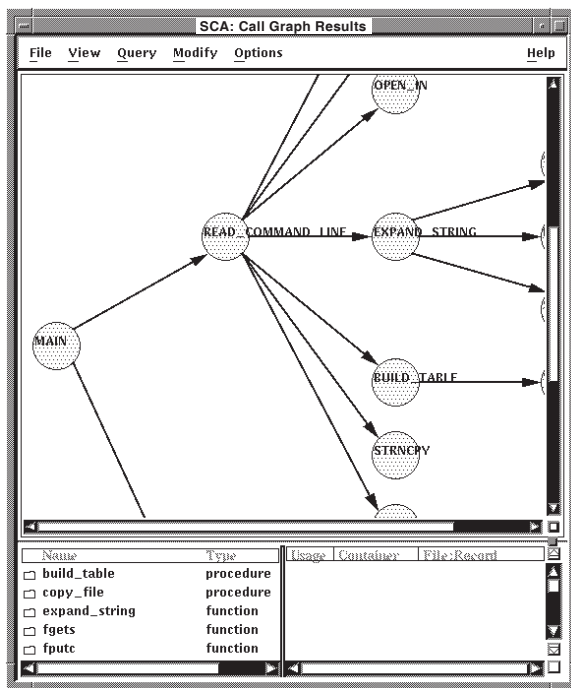 SCA: Call Graph Results
File View Query Modify Options Help
OPEN_IN
READ_COMMAND_LINE EXPAND_STRING
MAIN
BUILD_TABLE
STRNCPY
Name Type Usage Container File:Record
build_table procedure
copy_file procedure
expand_string function
fgets function
fputc function